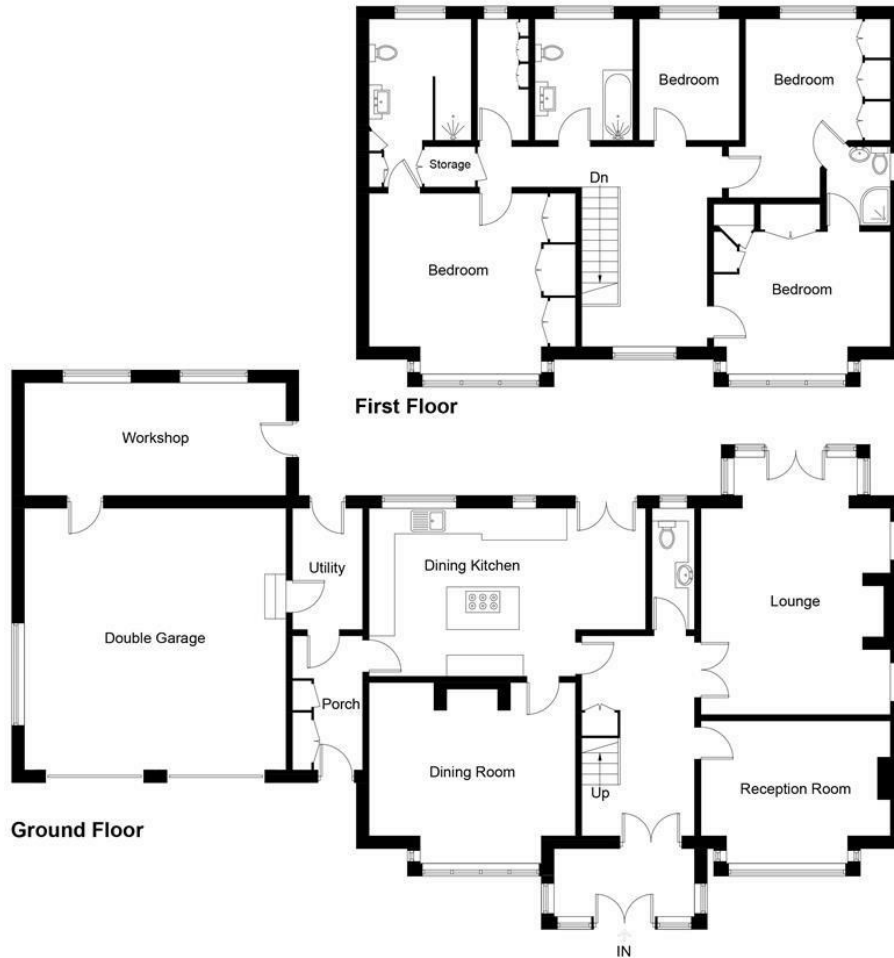 Bedroom
Bedroom
Storage
Dn
Bedroom
Bedroom
First Floor
Workshop
Utility
Dining Kitchen
Lounge
Double Garage
Porch
Dining Room
Up
Reception Room
Ground Floor
IN